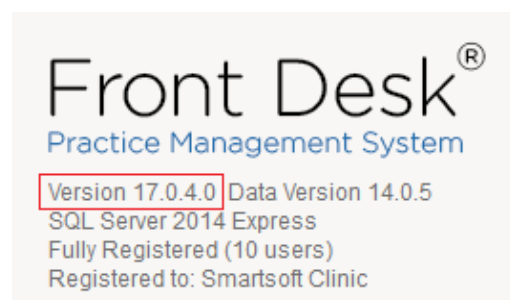 Front Desk®
Practice Management System
Version 17.0.4.0 Data Version 14.0.5
SQL Server 2014 Express
Fully Registered (10 users)
Registered to: Smartsoft Clinic